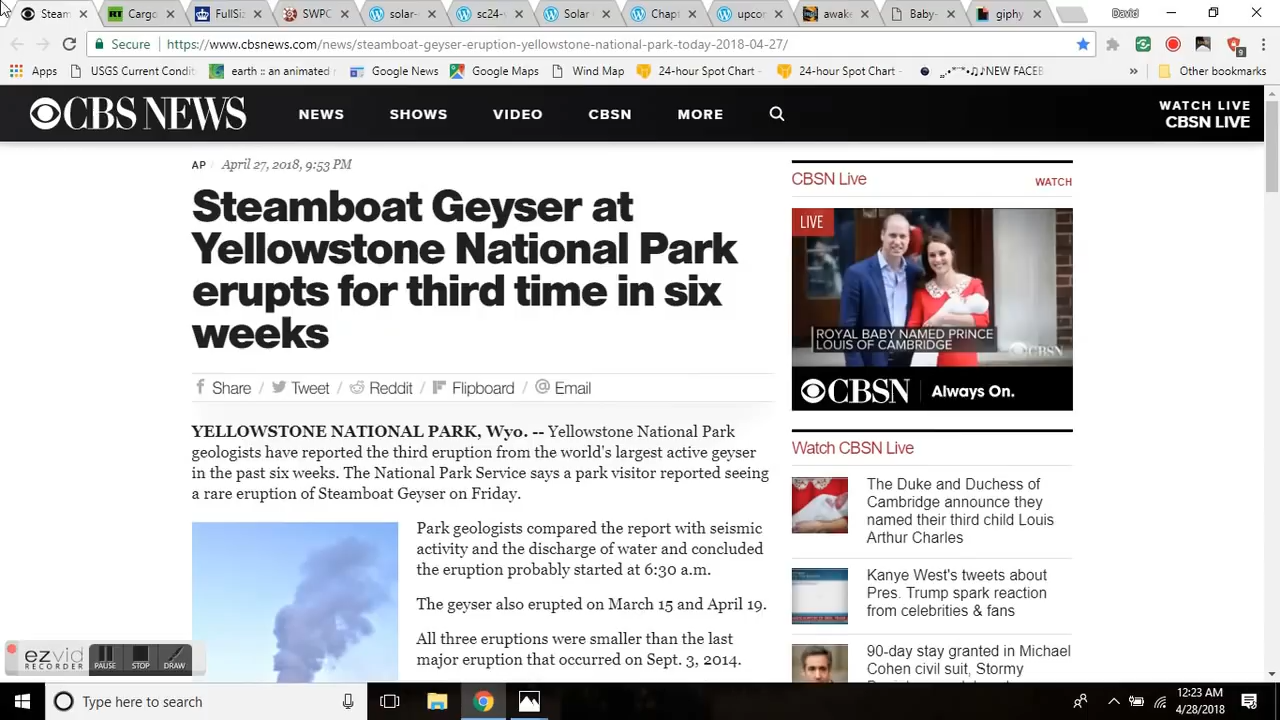 Steam
Cargo
FullSiz
SWPC
solar-
sc24-
Solar
Chapt
upcor
awake
Baby-
giphy
David
Secure
https://www.cbsnews.com/news/steamboat-geyser-eruption-yellowstone-national-park-today-2018-04-27/
9
Apps
USGS Current Condit
earth :: an animated
Google News
Google Maps
Wind Map
24-hour Spot Chart -
24-hour Spot Chart -
NEW FACEB
»
Other bookmarks
CBS NEWS
NEWS
SHOWS
VIDEO
CBSN
MORE
WATCH LIVE
CBSN LIVE
AP / April 27, 2018, 9:53 PM
Steamboat Geyser at
Yellowstone National Park
erupts for third time in six
weeks
Share / Tweet / Reddit / Flipboard / Email
YELLOWSTONE NATIONAL PARK, Wyo. -- Yellowstone National Park
geologists have reported the third eruption from the world's largest active geyser
in the past six weeks. The National Park Service says a park visitor reported seeing
a rare eruption of Steamboat Geyser on Friday.
Park geologists compared the report with seismic
activity and the discharge of water and concluded
the eruption probably started at 6:30 a.m.
The geyser also erupted on March 15 and April 19.
All three eruptions were smaller than the last
major eruption that occurred on Sept. 3, 2014.
CBSN Live
WATCH
LIVE
ROYAL BABY NAMED PRINCE
LOUIS OF CAMBRIDGE
CBSN
CBSN
Always On.
Watch CBSN Live
The Duke and Duchess of
Cambridge announce they
named their third child Louis
Arthur Charles
Kanye West's tweets about
Pres. Trump spark reaction
from celebrities & fans
90-day stay granted in Michael
Cohen civil suit, Stormy
ezvid
RECORDER
PAUSE
STOP
DRAW
Type here to search
12:23 AM
4/28/2018